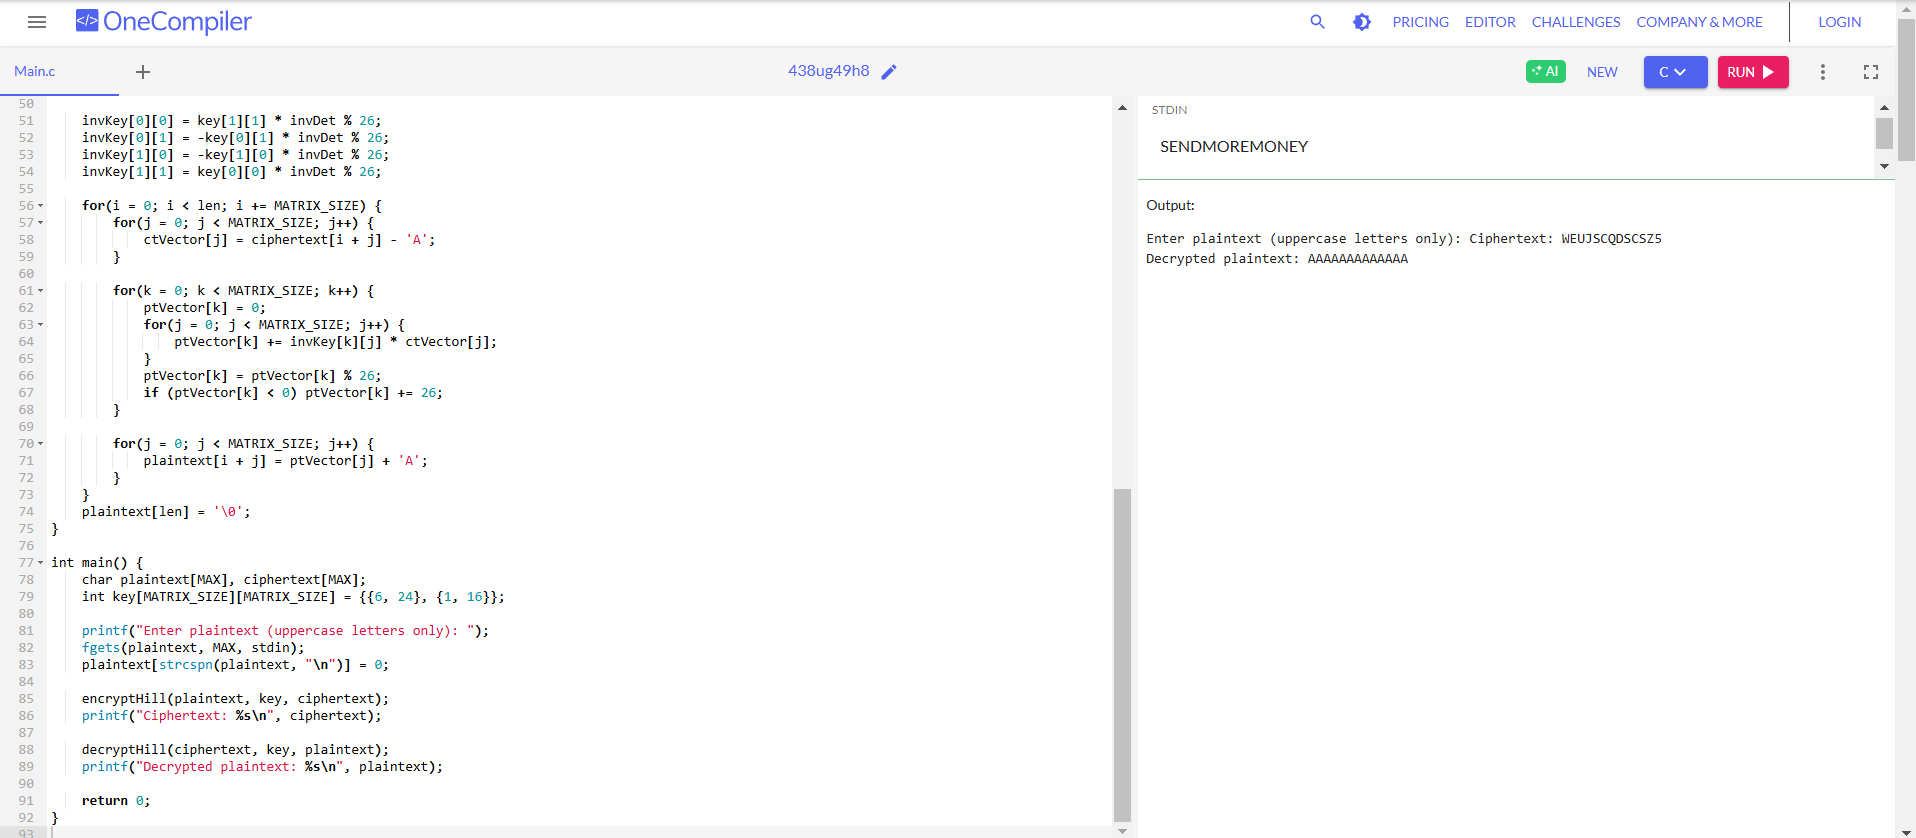 </> OneCompiler
PRICING EDITOR CHALLENGES COMPANY & MORE LOGIN
Main.c
438ug49h8
AI NEW C RUN
50
51 invKey[0][0] = key[1][1] * invDet % 26;
52 invKey[0][1] = -key[0][1] * invDet % 26;
53 invKey[1][0] = -key[1][0] * invDet % 26;
54 invKey[1][1] = key[0][0] * invDet % 26;
55
56 for(i = 0; i < len; i += MATRIX_SIZE) {
57 for(j = 0; j < MATRIX_SIZE; j++) {
58 ctVector[j] = ciphertext[i + j] - 'A';
59 }
60
61 for(k = 0; k < MATRIX_SIZE; k++) {
62 ptVector[k] = 0;
63 for(j = 0; j < MATRIX_SIZE; j++) {
64 ptVector[k] += invKey[k][j] * ctVector[j];
65 }
66 ptVector[k] = ptVector[k] % 26;
67 if (ptVector[k] < 0) ptVector[k] += 26;
68 }
69
70 for(j = 0; j < MATRIX_SIZE; j++) {
71 plaintext[i + j] = ptVector[j] + 'A';
72 }
73 }
74 plaintext[len] = '\0';
75 }
76
77 int main() {
78 char plaintext[MAX], ciphertext[MAX];
79 int key[MATRIX_SIZE][MATRIX_SIZE] = {{6, 24}, {1, 16}};
80
81 printf("Enter plaintext (uppercase letters only): ");
82 fgets(plaintext, MAX, stdin);
83 plaintext[strcspn(plaintext, "\n")] = 0;
84
85 encryptHill(plaintext, key, ciphertext);
86 printf("Ciphertext: %s\n", ciphertext);
87
88 decryptHill(ciphertext, key, plaintext);
89 printf("Decrypted plaintext: %s\n", plaintext);
90
91 return 0;
92 }
93
STDIN
SENDMOREMONEY
Output:
Enter plaintext (uppercase letters only): Ciphertext: WEUJSCQDSCSZ5
Decrypted plaintext: AAAAAAAAAAAAA